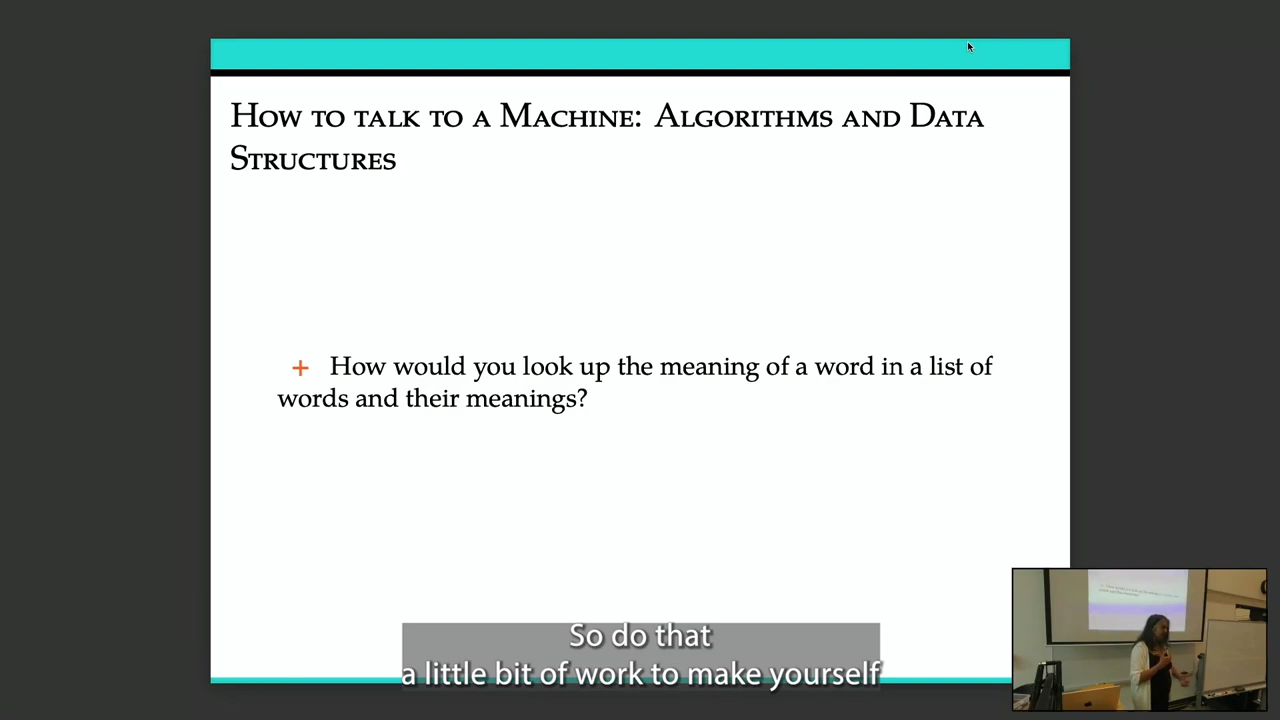 How to talk to a Machine: Algorithms and Data
Structures
+ How would you look up the meaning of a word in a list of
words and their meanings?
So do that
a little bit of work to make yourself